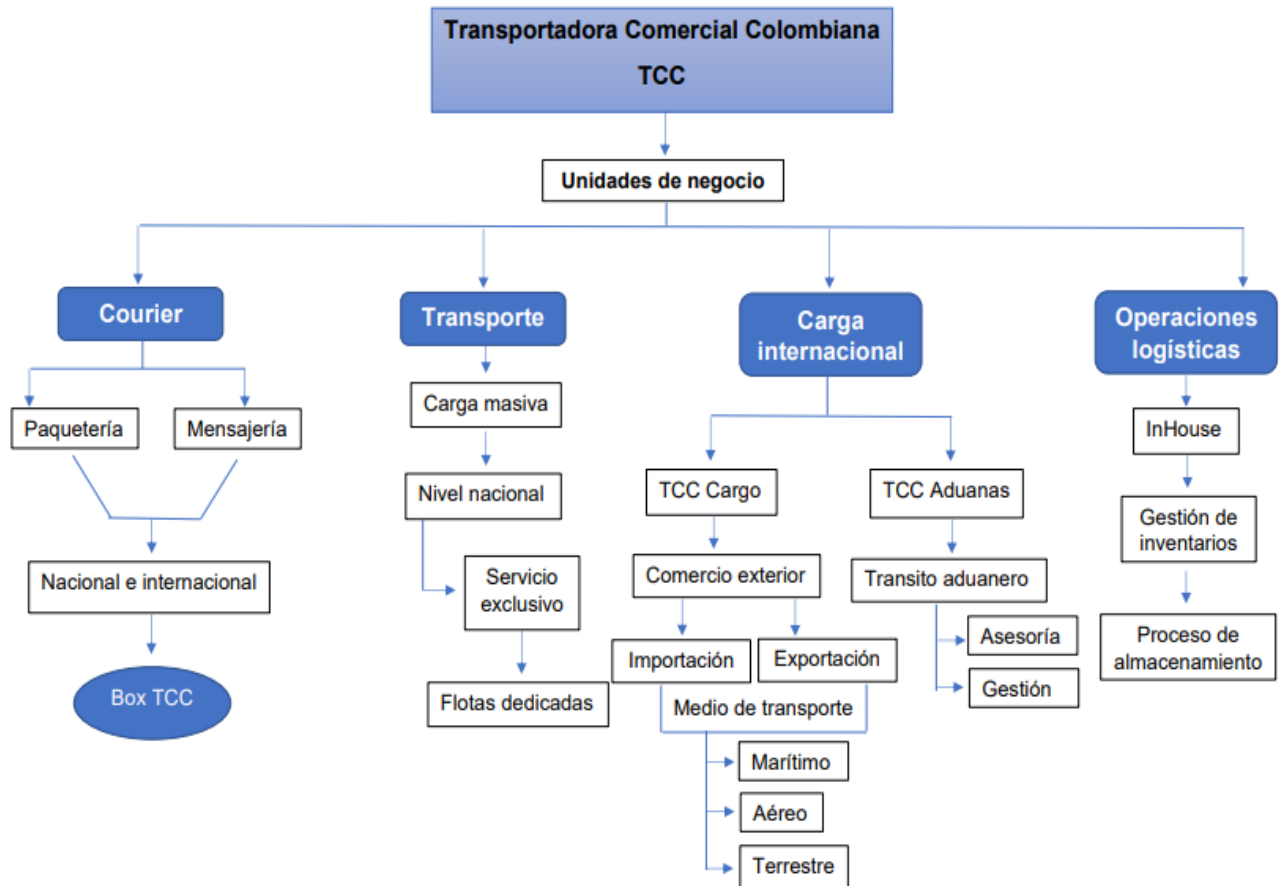 Transportadora Comercial Colombiana
TCC
Unidades de negocio
Courier
Transporte
Carga
internacional
Operaciones
logísticas
Paquetería
Mensajería
Nacional e internacional
Box TCC
Carga masiva
Nivel nacional
Servicio
exclusivo
Flotas dedicadas
TCC Cargo
TCC Aduanas
Comercio exterior
Transito aduanero
Importación
Exportación
Asesoría
Gestión
Medio de transporte
Marítimo
Aéreo
Terrestre
InHouse
Gestión de
inventarios
Proceso de
almacenamiento